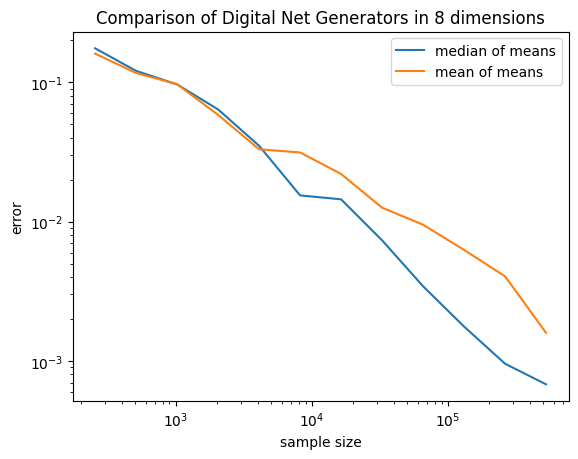 Comparison of Digital Net Generators in 8 dimensions
median of means
mean of means
error
10⁻¹
10⁻²
10⁻³
10³
10⁴
10⁵
sample size